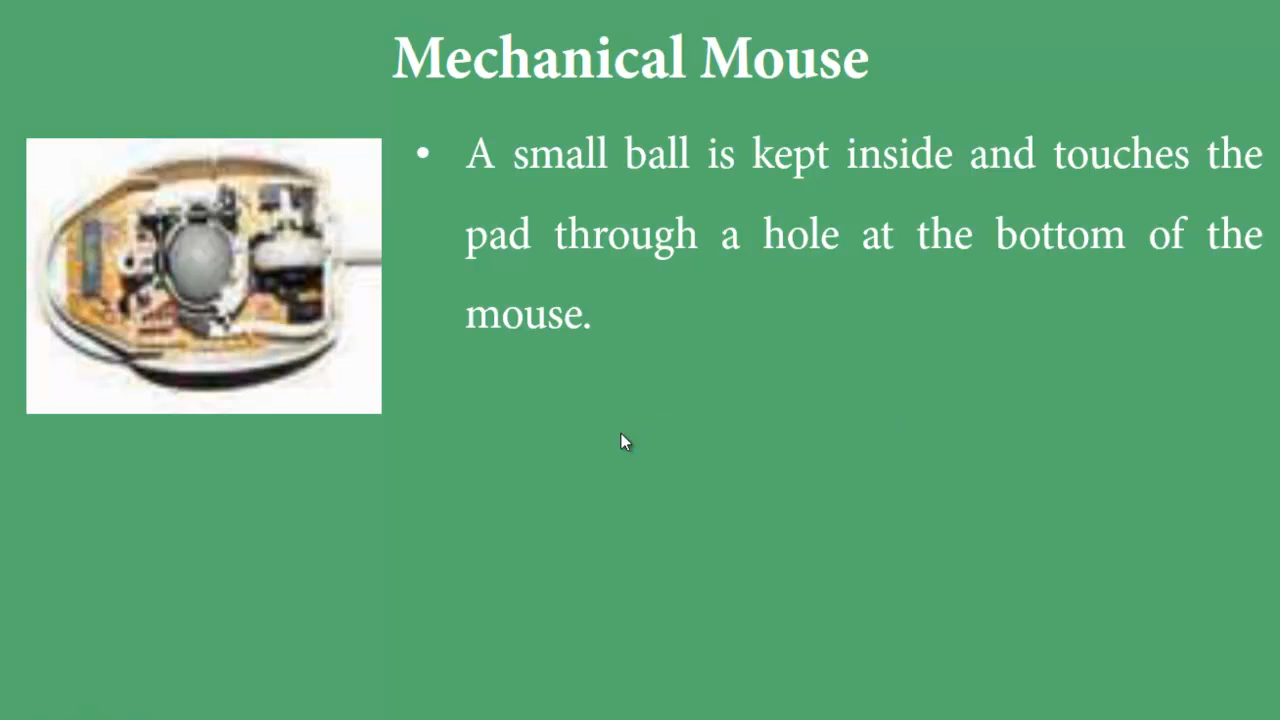 Mechanical Mouse
• A small ball is kept inside and touches the
pad through a hole at the bottom of the
mouse.